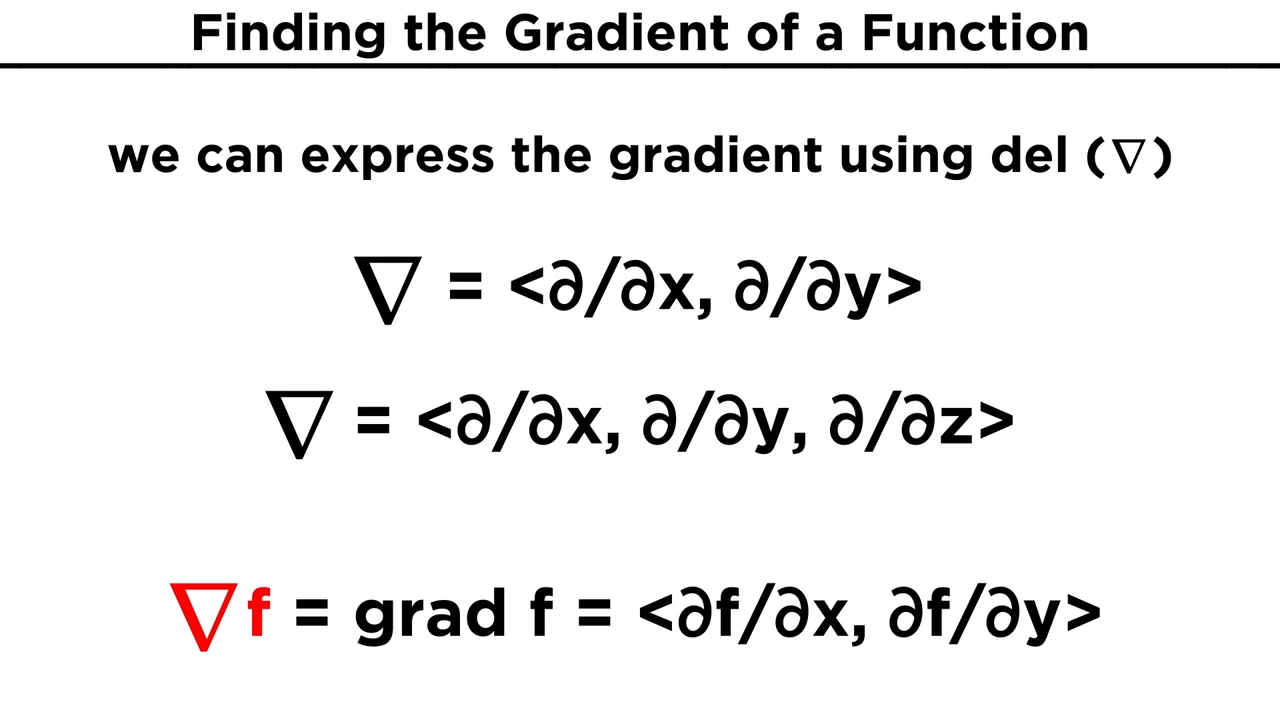 Finding the Gradient of a Function
we can express the gradient using del (∇)
∇ = <∂/∂x, ∂/∂y>
∇ = <∂/∂x, ∂/∂y, ∂/∂z>
∇f = grad f = <∂f/∂x, ∂f/∂y>